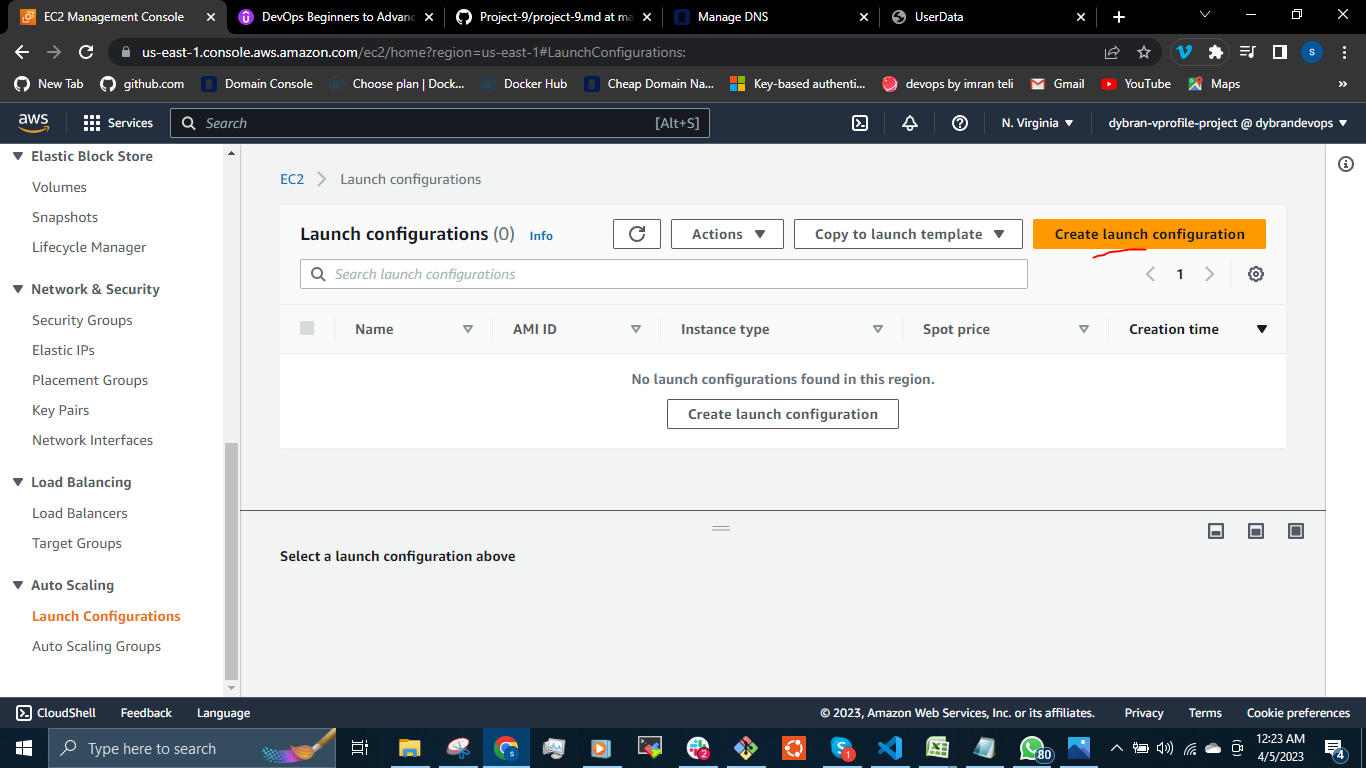 EC2 Management Console
DevOps Beginners to Advanc
Project-9/project-9.md at ma
Manage DNS
UserData
us-east-1.console.aws.amazon.com/ec2/home?region=us-east-1#LaunchConfigurations:
S
New Tab
github.com
Domain Console
Choose plan | Dock...
Docker Hub
Cheap Domain Na...
Key-based authenti...
devops by imran teli
Gmail
YouTube
Maps
»
aws
Services
Search
[Alt+S]
N. Virginia
dybran-vprofile-project @ dybrandevops
Elastic Block Store
Volumes
Snapshots
Lifecycle Manager
Network & Security
Security Groups
Elastic IPs
Placement Groups
Key Pairs
Network Interfaces
Load Balancing
Load Balancers
Target Groups
Auto Scaling
Launch Configurations
Auto Scaling Groups
EC2 > Launch configurations
Launch configurations (0) Info
Actions
Copy to launch template
Create launch configuration
Search launch configurations
1
Name AMI ID Instance type Spot price Creation time
No launch configurations found in this region.
Create launch configuration
Select a launch configuration above
CloudShell Feedback Language
© 2023, Amazon Web Services, Inc. or its affiliates. Privacy Terms Cookie preferences
Type here to search
2
1
80
12:23 AM
4/5/2023
4